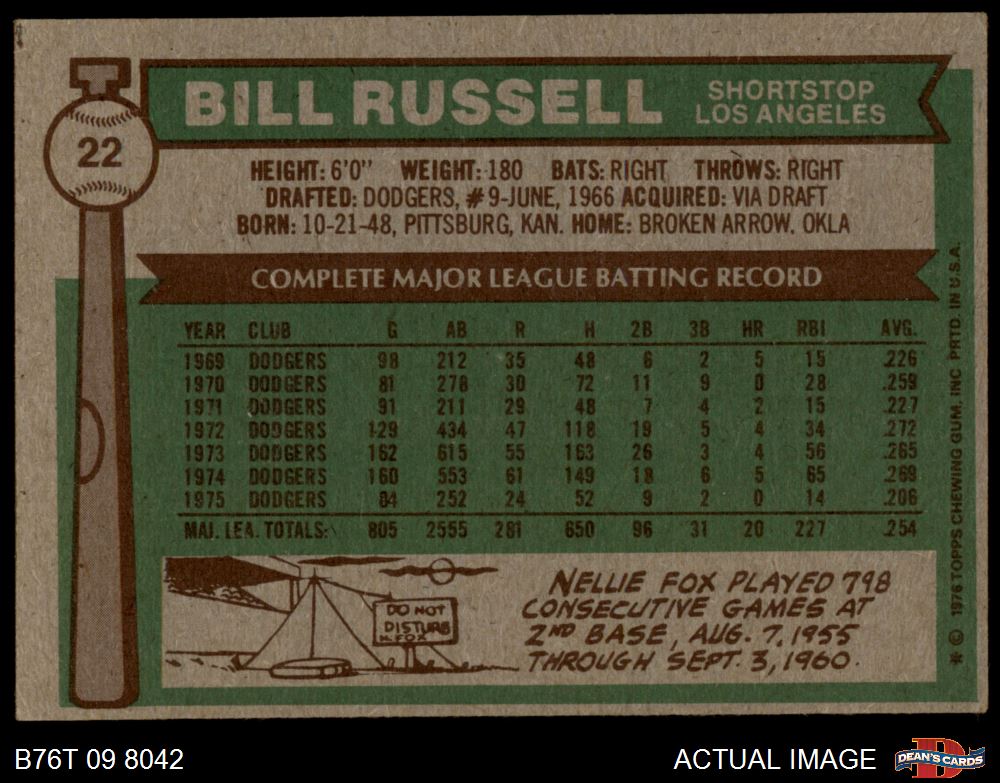 22
BILL RUSSELL
SHORTSTOP
LOS ANGELES
HEIGHT: 6'0" WEIGHT: 180 BATS: RIGHT THROWS: RIGHT
DRAFTED: DODGERS, #9-JUNE, 1966 ACQUIRED: VIA DRAFT
BORN: 10-21-48, PITTSBURG, KAN. HOME: BROKEN ARROW, OKLA
COMPLETE MAJOR LEAGUE BATTING RECORD
YEAR CLUB G AB R H 2B 3B HR RBI AVG.
1969 DODGERS 98 212 35 48 6 2 5 15 .226
1970 DODGERS 81 278 30 72 11 9 0 28 .259
1971 DODGERS 91 211 29 48 7 4 2 15 .227
1972 DODGERS 129 434 47 118 19 5 4 34 .272
1973 DODGERS 162 615 55 163 26 3 4 56 .265
1974 DODGERS 160 553 61 149 18 6 5 65 .269
1975 DODGERS 84 252 24 52 9 2 0 14 .206
MAJ. LEA. TOTALS: 805 2555 281 650 96 31 20 227 .254
DO NOT
DISTURB
N. FOX
NELLIE FOX PLAYED 798
CONSECUTIVE GAMES AT
2ND BASE, AUG. 7, 1955
THROUGH SEPT. 3, 1960.
* © 1976 TOPPS CHEWING GUM, INC PRTD. IN U.S.A.
B76T 09 8042
ACTUAL IMAGE
D
DEAN'S CARDS